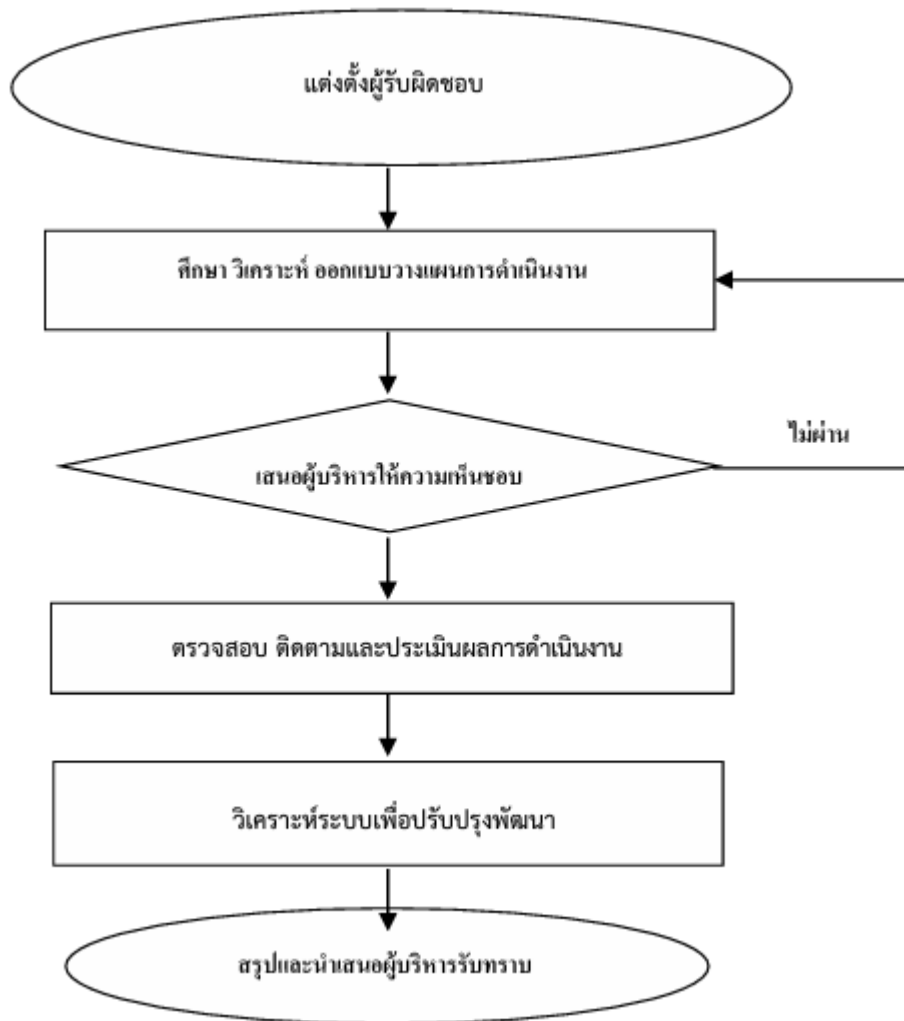 แต่งตั้งผู้รับผิดชอบ
ศึกษา วิเคราะห์ ออกแบบวางแผนการดำเนินงาน
ไม่ผ่าน
เสนอผู้บริหารให้ความเห็นชอบ
ตรวจสอบ ติดตามและประเมินผลการดำเนินงาน
วิเคราะห์ระบบเพื่อปรับปรุงพัฒนา
สรุปและนำเสนอผู้บริหารรับทราบ